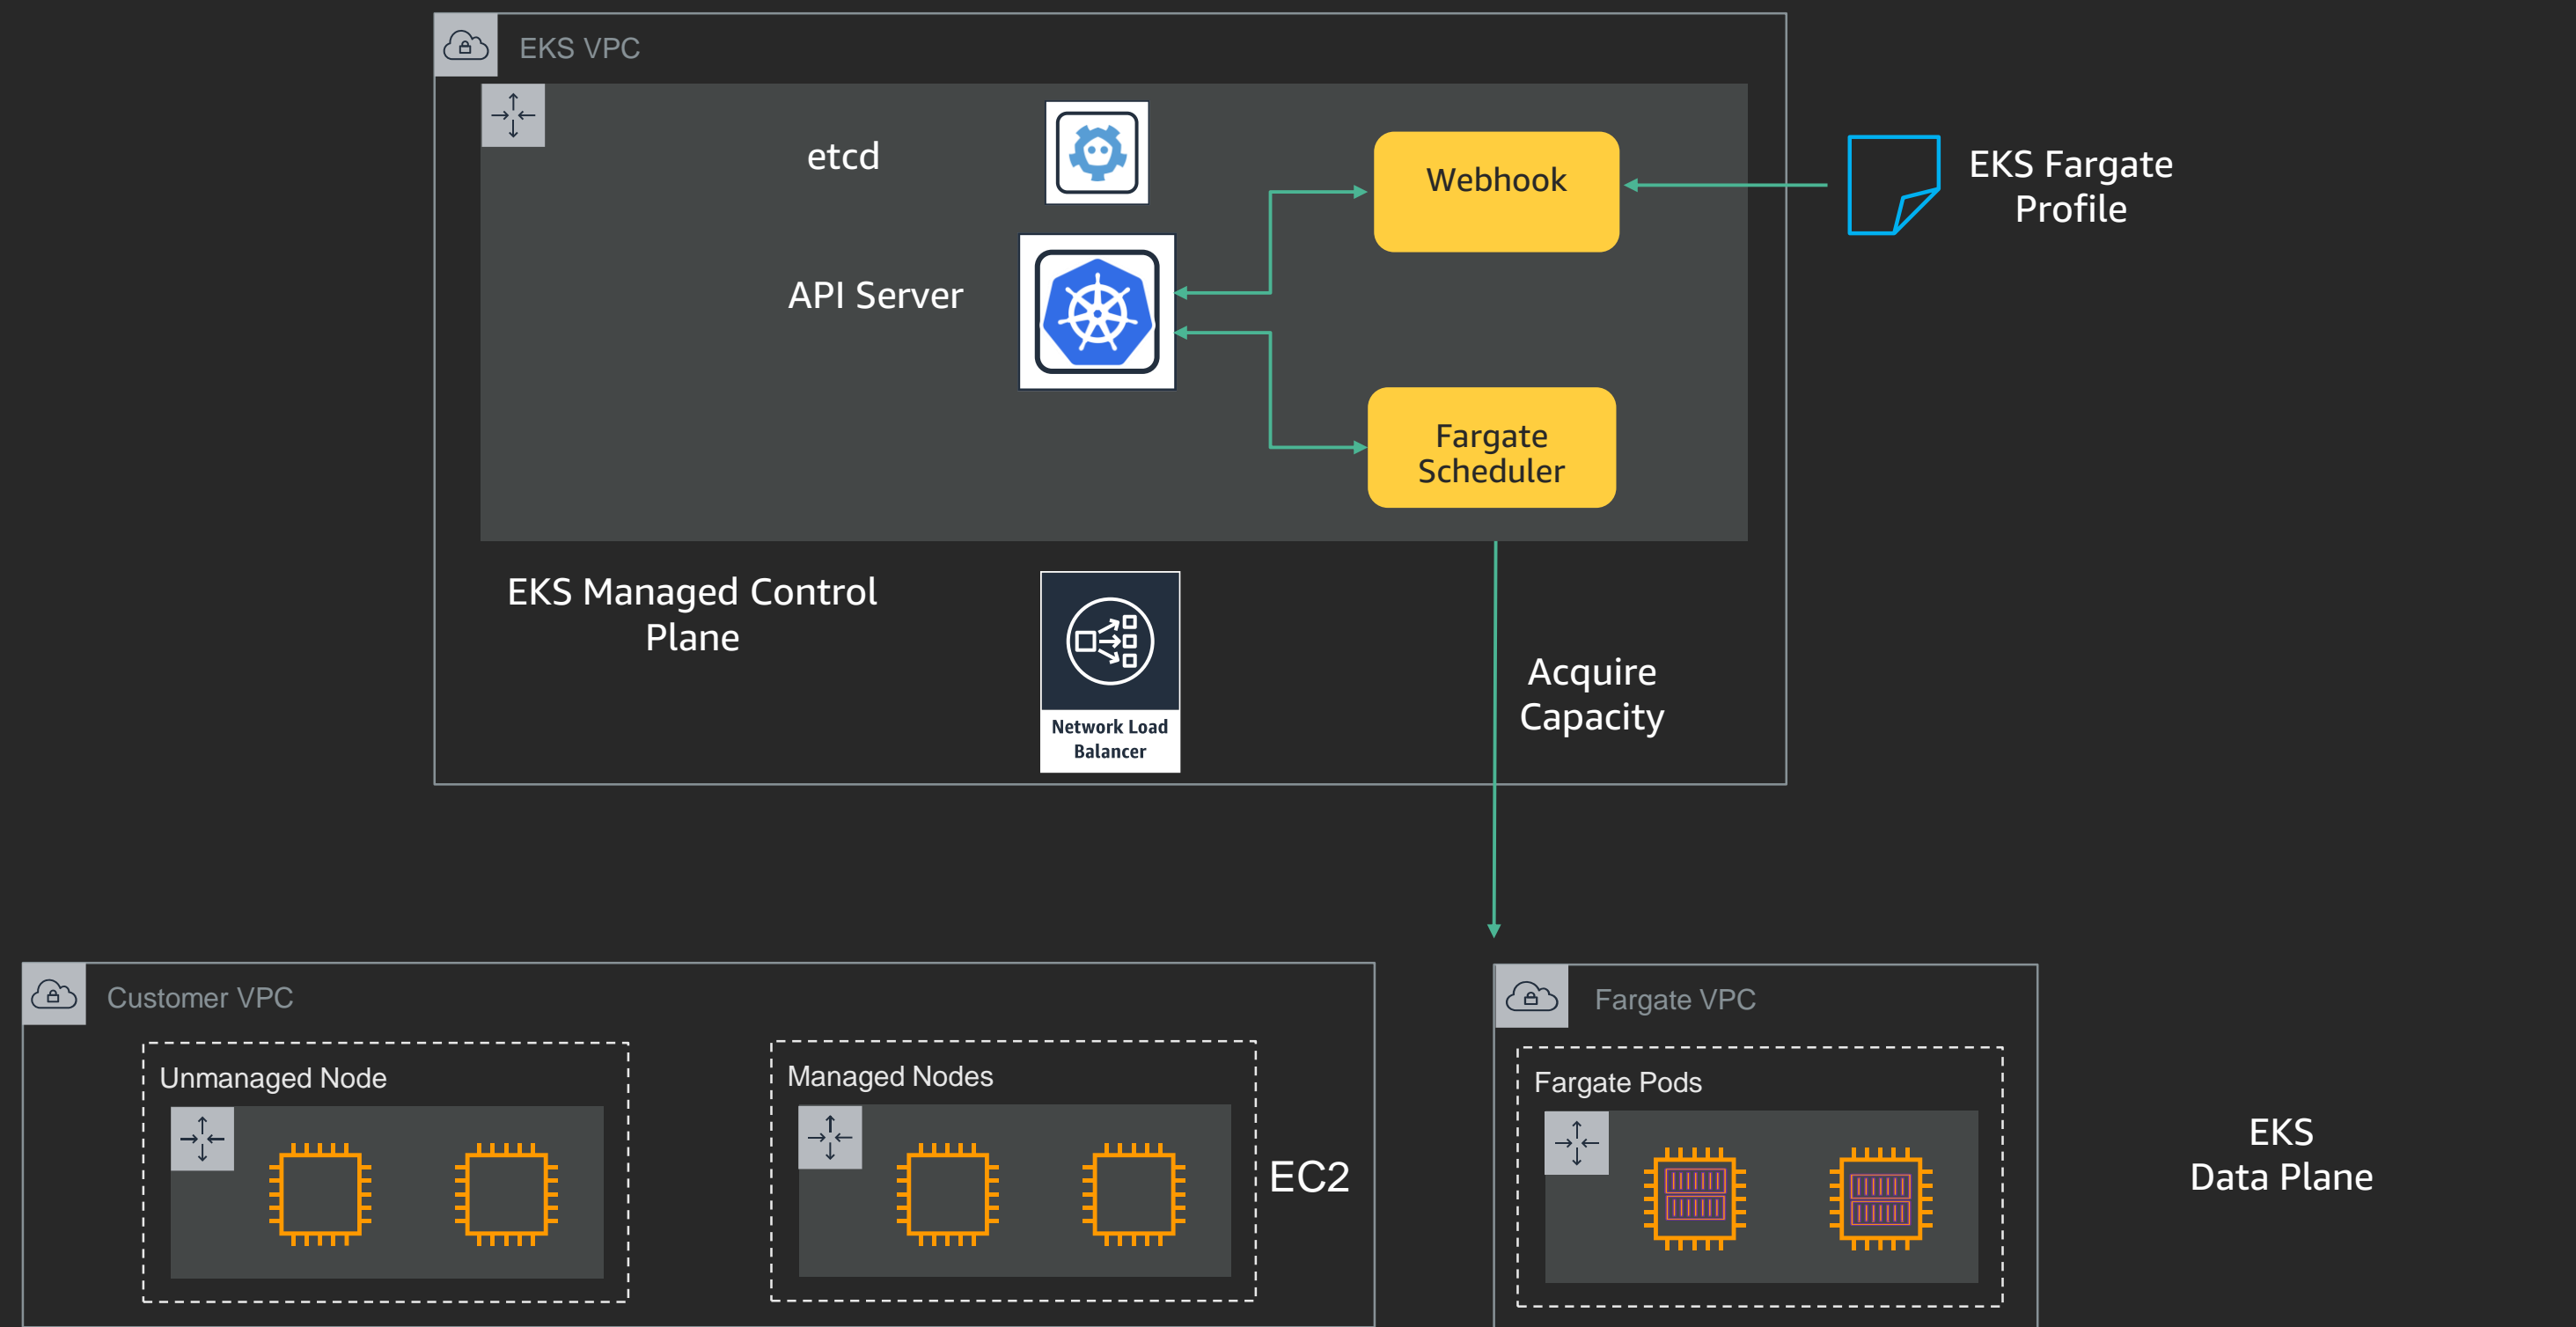 EKS VPC
etcd
Webhook
EKS Fargate
Profile
API Server
Fargate
Scheduler
EKS Managed Control
Plane
Network Load
Balancer
Acquire
Capacity
Customer VPC
Unmanaged Node
Managed Nodes
EC2
Fargate VPC
Fargate Pods
EKS
Data Plane